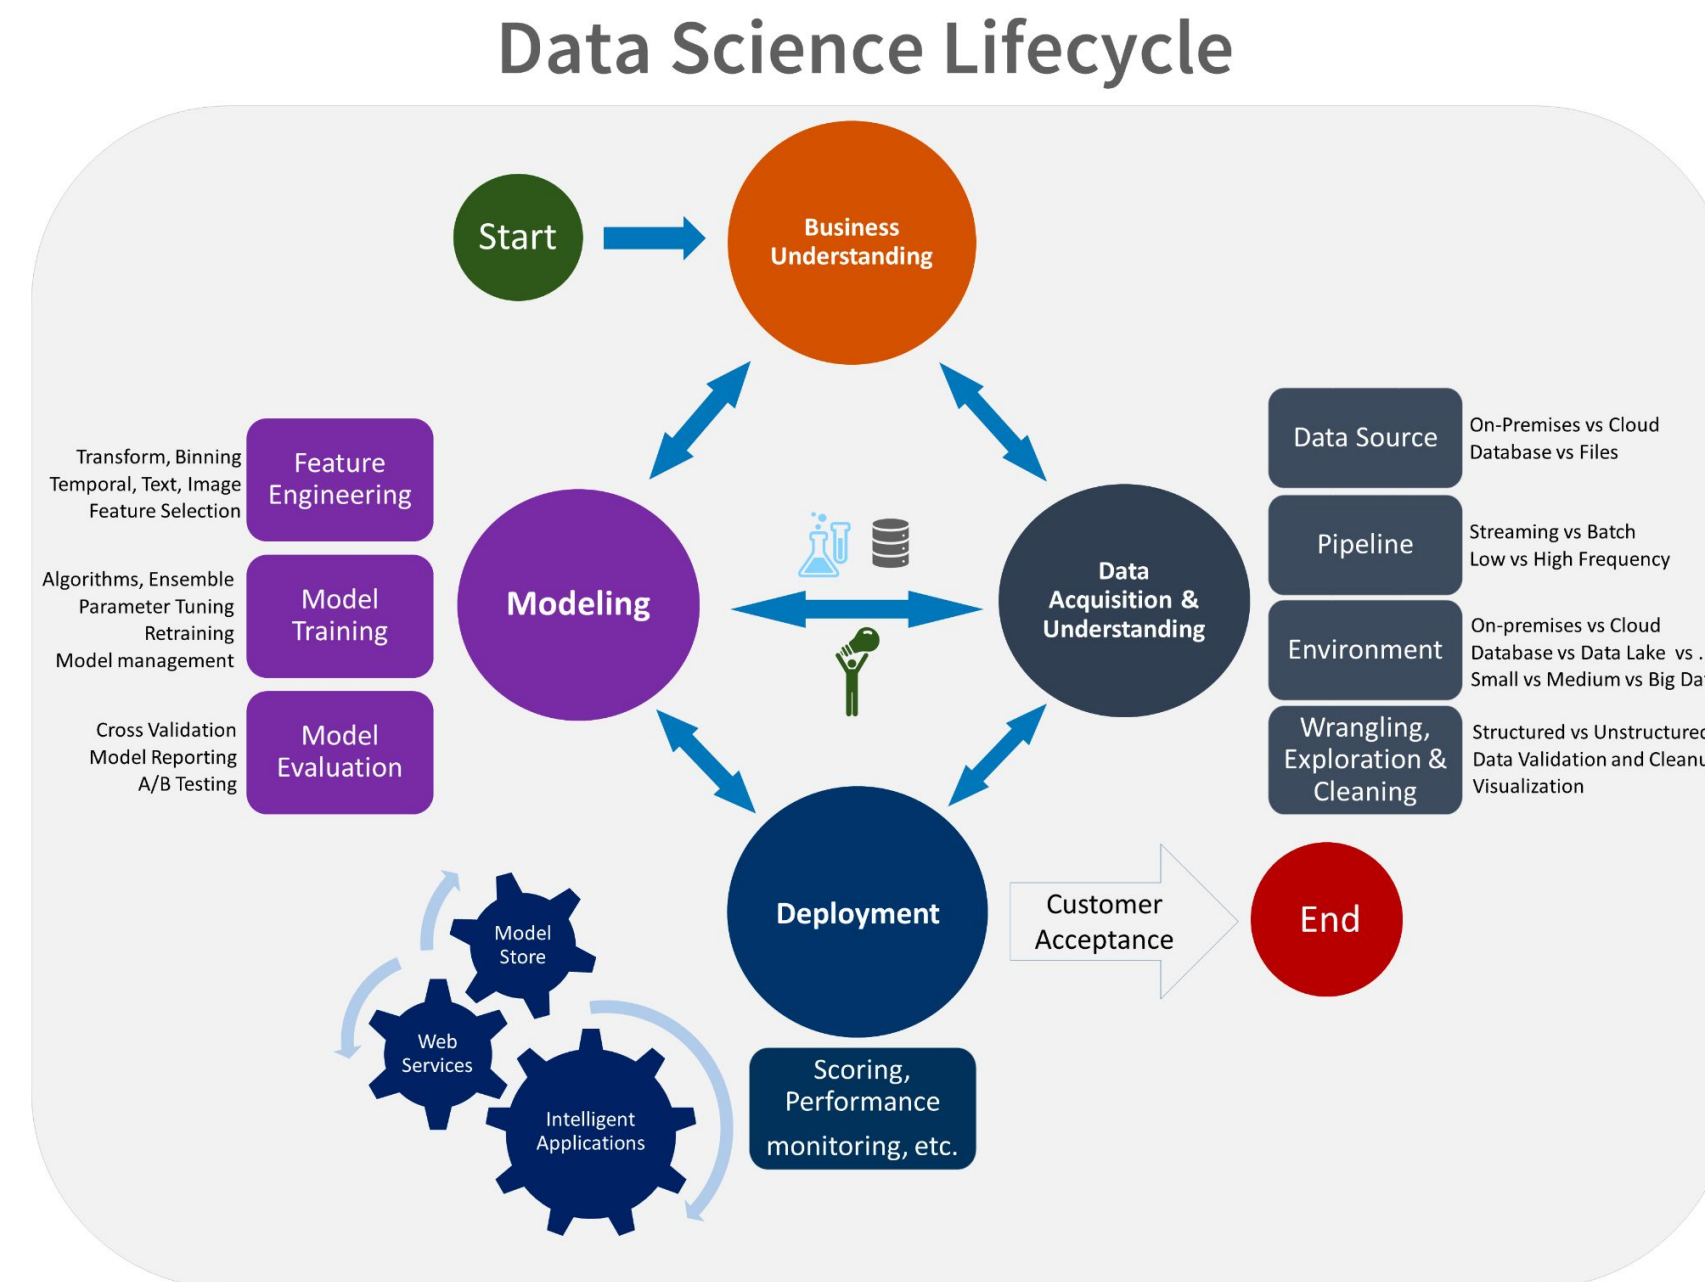 Data Science Lifecycle
Start
Business
Understanding
Transform, Binning
Temporal, Text, Image
Feature Selection
Feature
Engineering
Algorithms, Ensemble
Parameter Tuning
Retraining
Model management
Model
Training
Cross Validation
Model Reporting
A/B Testing
Model
Evaluation
Modeling
Data
Acquisition &
Understanding
Data Source
On-Premises vs Cloud
Database vs Files
Pipeline
Streaming vs Batch
Low vs High Frequency
Environment
On-premises vs Cloud
Database vs Data Lake vs .
Small vs Medium vs Big
Wrangling,
Exploration &
Cleaning
Structured vs
Data Validation and
Visualization
Deployment
Customer
Acceptance
End
Scoring,
Performance
monitoring, etc.
Model
Store
Web
Services
Intelligent
Applications